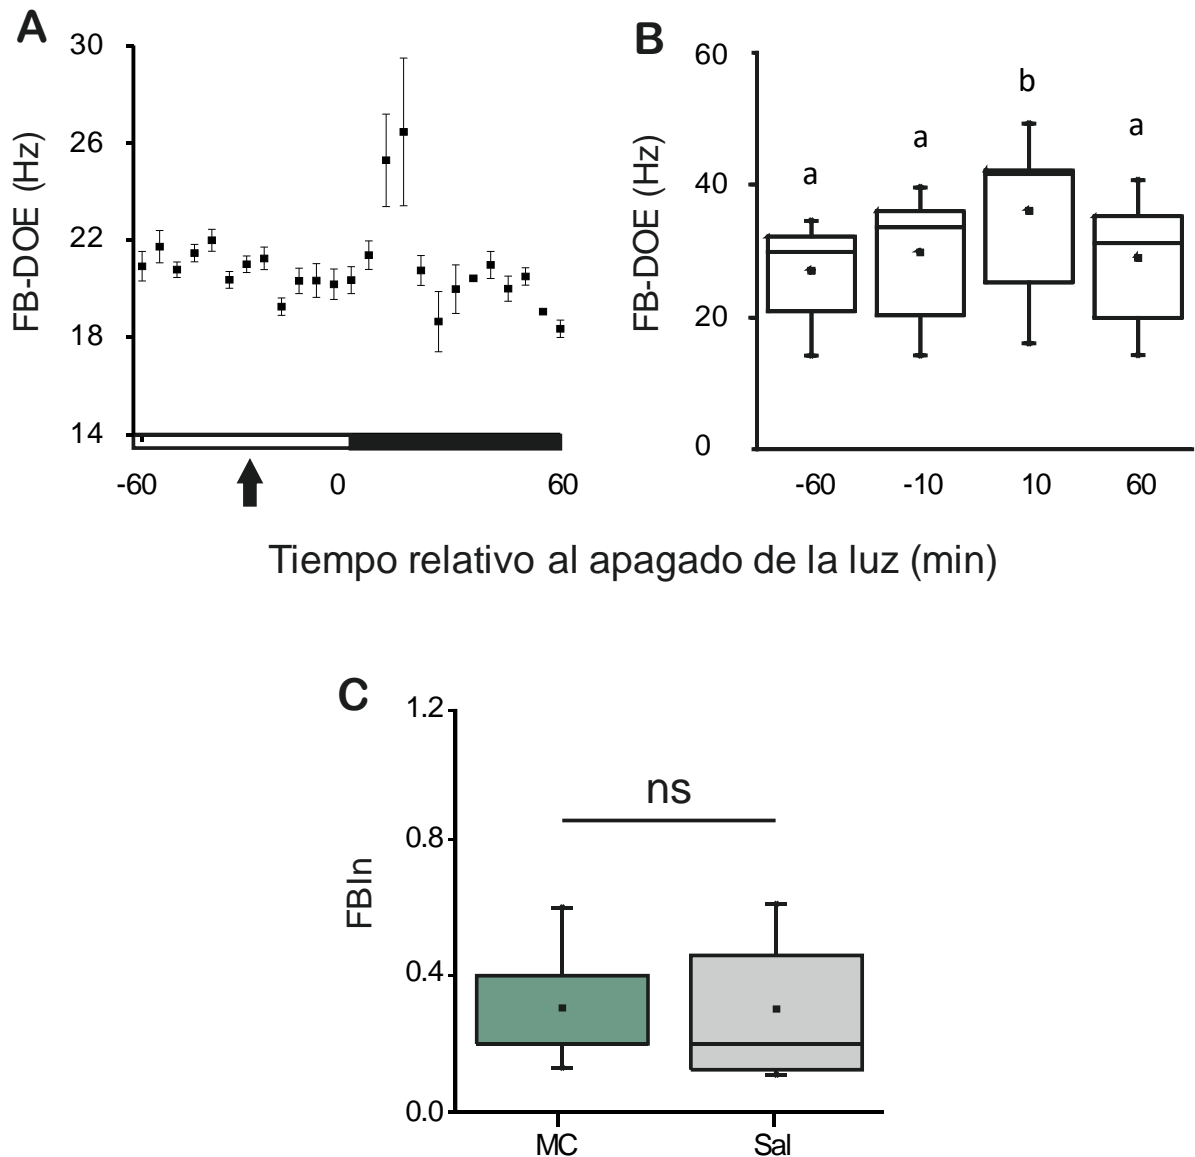 A
FB-DOE (Hz)
30
26
22
18
14
-60 0 60
B
FB-DOE (Hz)
60
40
20
0
a a b a
-60 -10 10 60
Tiempo relativo al apagado de la luz (min)
C
FBIn
1.2
0.8
0.4
0.0
ns
MC Sal